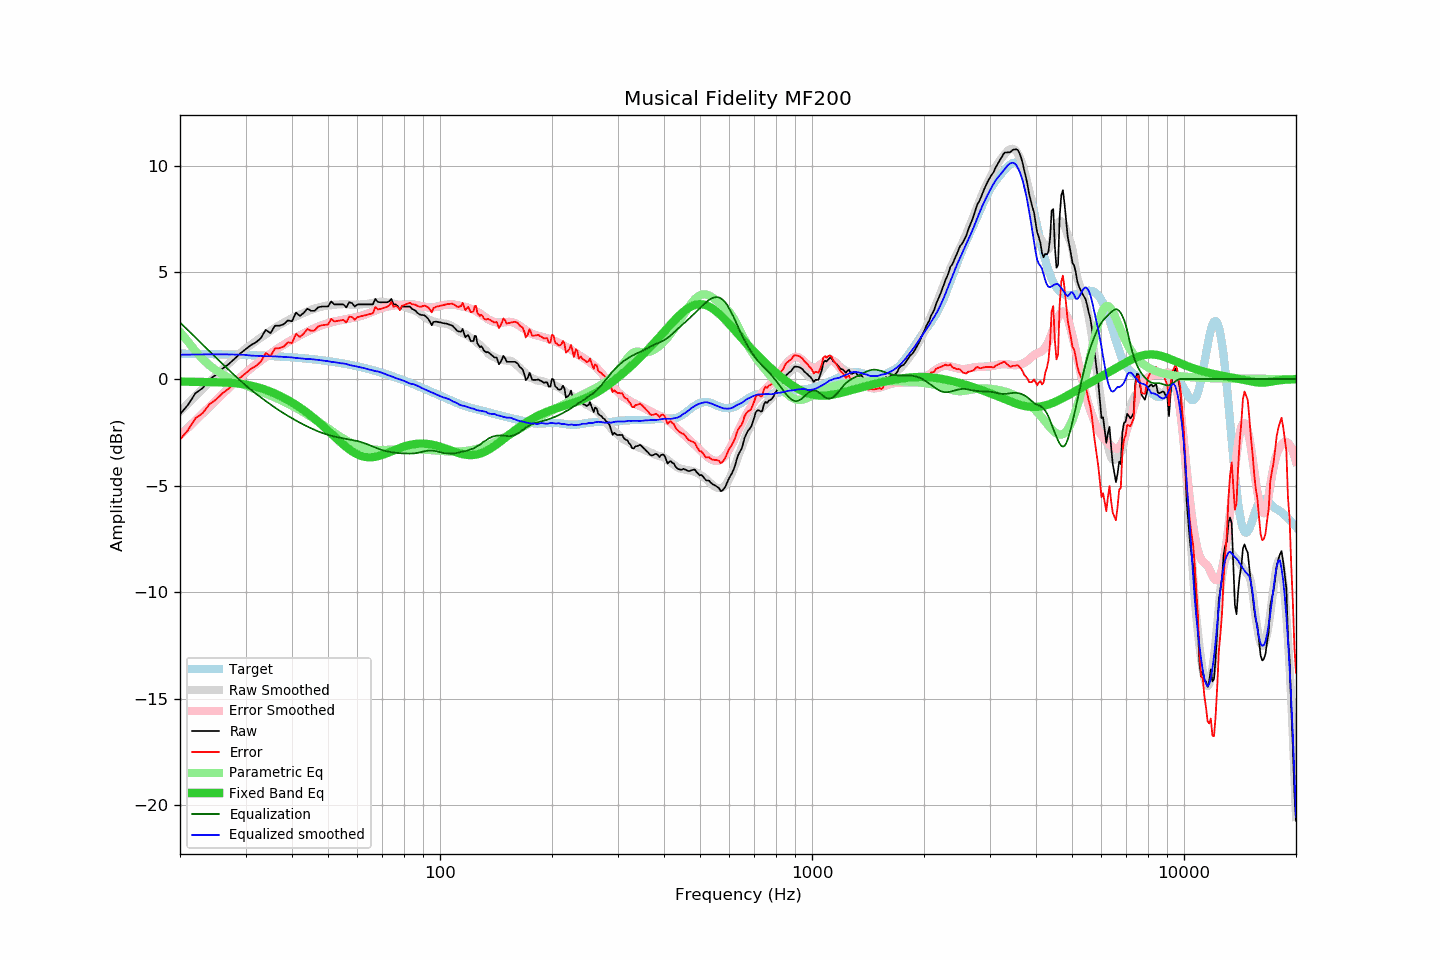 Musical Fidelity MF200
10
5
0
−5
−10
−15
−20
Amplitude (dBr)
Target
Raw Smoothed
Error Smoothed
Raw
Error
Parametric Eq
Fixed Band Eq
Equalization
Equalized smoothed
100
1000
10000
Frequency (Hz)